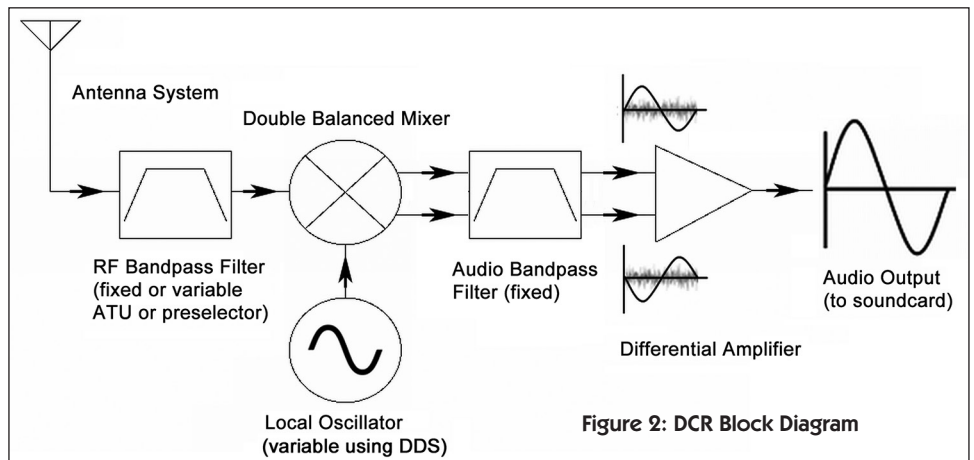 Antenna System
Double Balanced Mixer
RF Bandpass Filter
(fixed or variable
ATU or preselector)
Audio Bandpass
Filter (fixed)
Audio Output
(to soundcard)
Differential Amplifier
Local Oscillator
(variable using DDS)
Figure 2: DCR Block Diagram